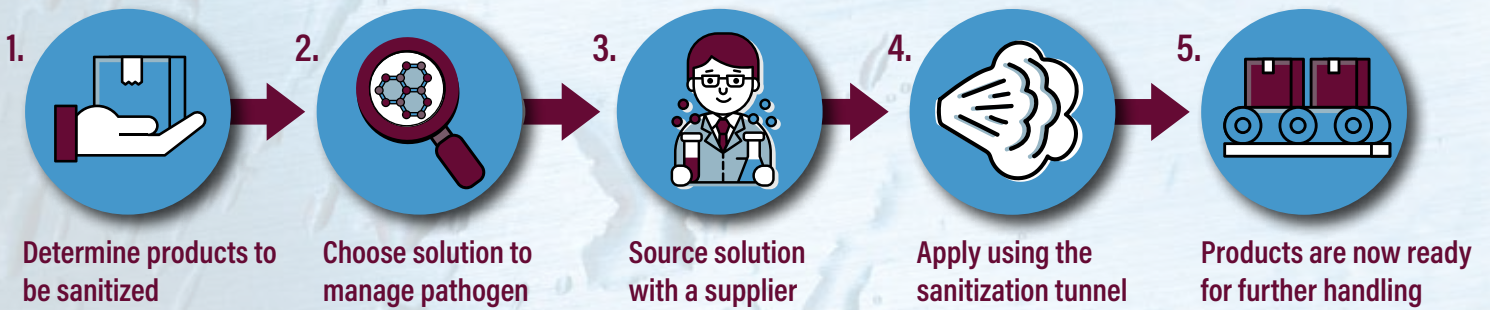 1.
Determine products to
be sanitized
2.
Choose solution to
manage pathogen
3.
Source solution
with a supplier
4.
Apply using the
sanitization tunnel
5.
Products are now ready
for further handling